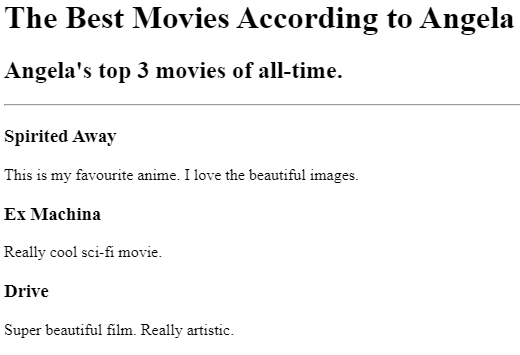 The Best Movies According to Angela
Angela's top 3 movies of all-time.
Spirited Away
This is my favourite anime. I love the beautiful images.
Ex Machina
Really cool sci-fi movie.
Drive
Super beautiful film. Really artistic.